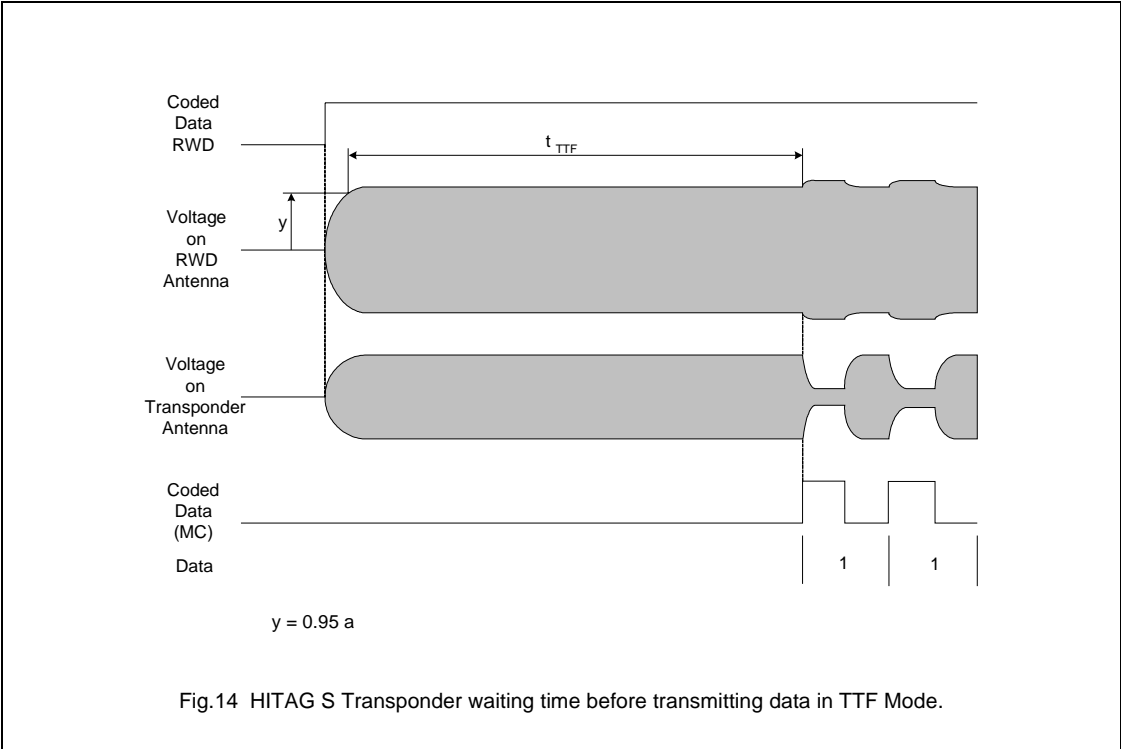 Coded
Data
RWD
t TTF
y
Voltage
on
RWD
Antenna
Voltage
on
Transponder
Antenna
Coded
Data
(MC)
Data
1
1
y = 0.95 a
Fig.14 HITAG S Transponder waiting time before transmitting data in TTF Mode.